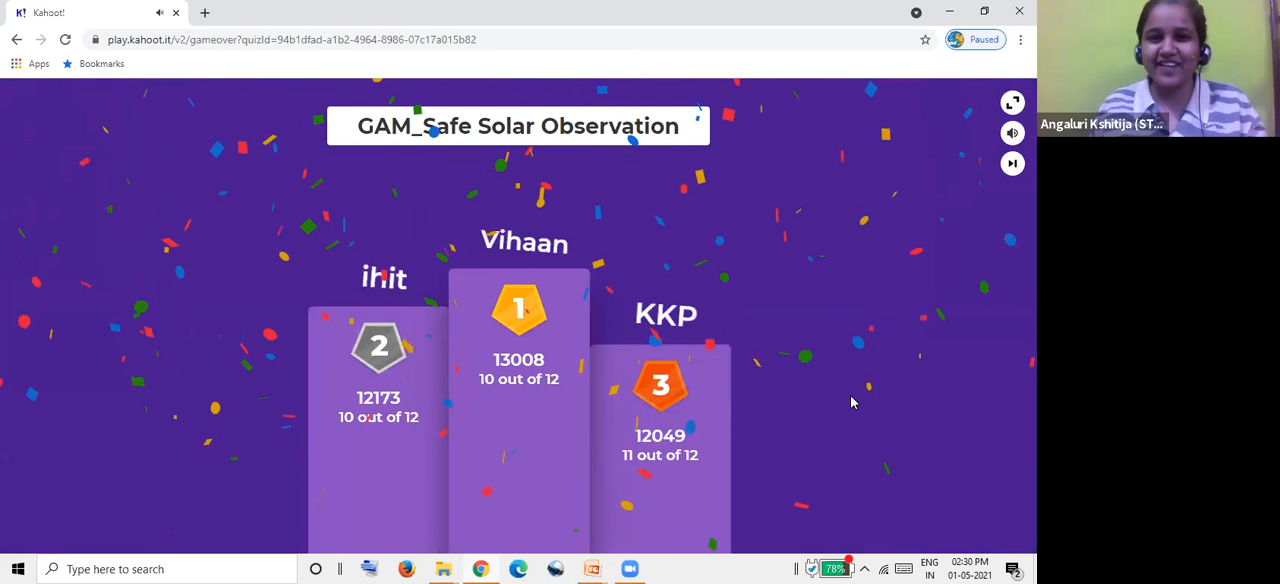 K! Kahoot!
play.kahoot.it/v2/gameover?quizId=94b1dfad-a1b2-4964-8986-07c17a015b82
Paused
Apps
Bookmarks
Angaluri Kshitija (ST...
GAM_Safe Solar Observation
Vihaan
ihit
KKP
1
13008
10 out of 12
2
12173
10 out of 12
3
12049
11 out of 12
Type here to search
78%
ENG
IN
02:30 PM
01-05-2021
2